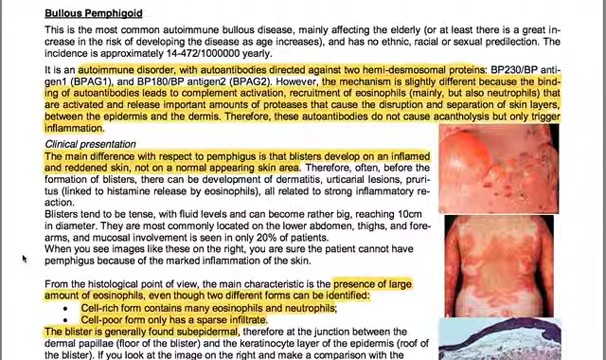 Bullous Pemphigoid
This is the most common autoimmune bullous disease, mainly affecting the elderly (or at least there is a great in-
crease in the risk of developing the disease as age increases), and has no ethnic, racial or sexual predilection. The
incidence is approximately 14-472/1000000 yearly.
It is an autoimmune disorder, with autoantibodies directed against two hemi-desmosomal proteins: BP230/BP anti-
gen1 (BPAG1), and BP180/BP antigen2 (BPAG2). However, the mechanism is slightly different because the bind-
ing of autoantibodies leads to complement activation, recruitment of eosinophils (mainly, but also neutrophils) that
are activated and release important amounts of proteases that cause the disruption and separation of skin layers,
between the epidermis and the dermis. Therefore, these autoantibodies do not cause acantholysis but only trigger
inflammation.
Clinical presentation
The main difference with respect to pemphigus is that blisters develop on an inflamed
and reddened skin area, not on a normal appearing skin area. Therefore, often, before the
formation of blisters, there can be development of dermatitis, urticarial lesions, pruri-
tus (linked to histamine release by eosinophils), all related to strong inflammatory re-
action.
Blisters tend to be tense, with fluid levels and can become rather big, reaching 10cm
in diameter. They are most commonly located on the lower abdomen, thighs, and fore-
arms, and mucosal involvement is seen in only 20% of patients.
When you see images like these on the right, you are sure the patient cannot have
pemphigus because of the marked inflammation of the skin.
From the histological point of view, the main characteristic is the presence of large
amount of eosinophils, even though two different forms can be identified:
• Cell-rich form contains many eosinophils and neutrophils;
• Cell-poor form only has a sparse infiltrate.
The blister is generally found subepidermal, therefore at the junction between the
dermal papillae (floor of the blister) and the keratinocyte layer of the epidermis (roof of
the blister). If you look at the image on the right and make a comparison with the